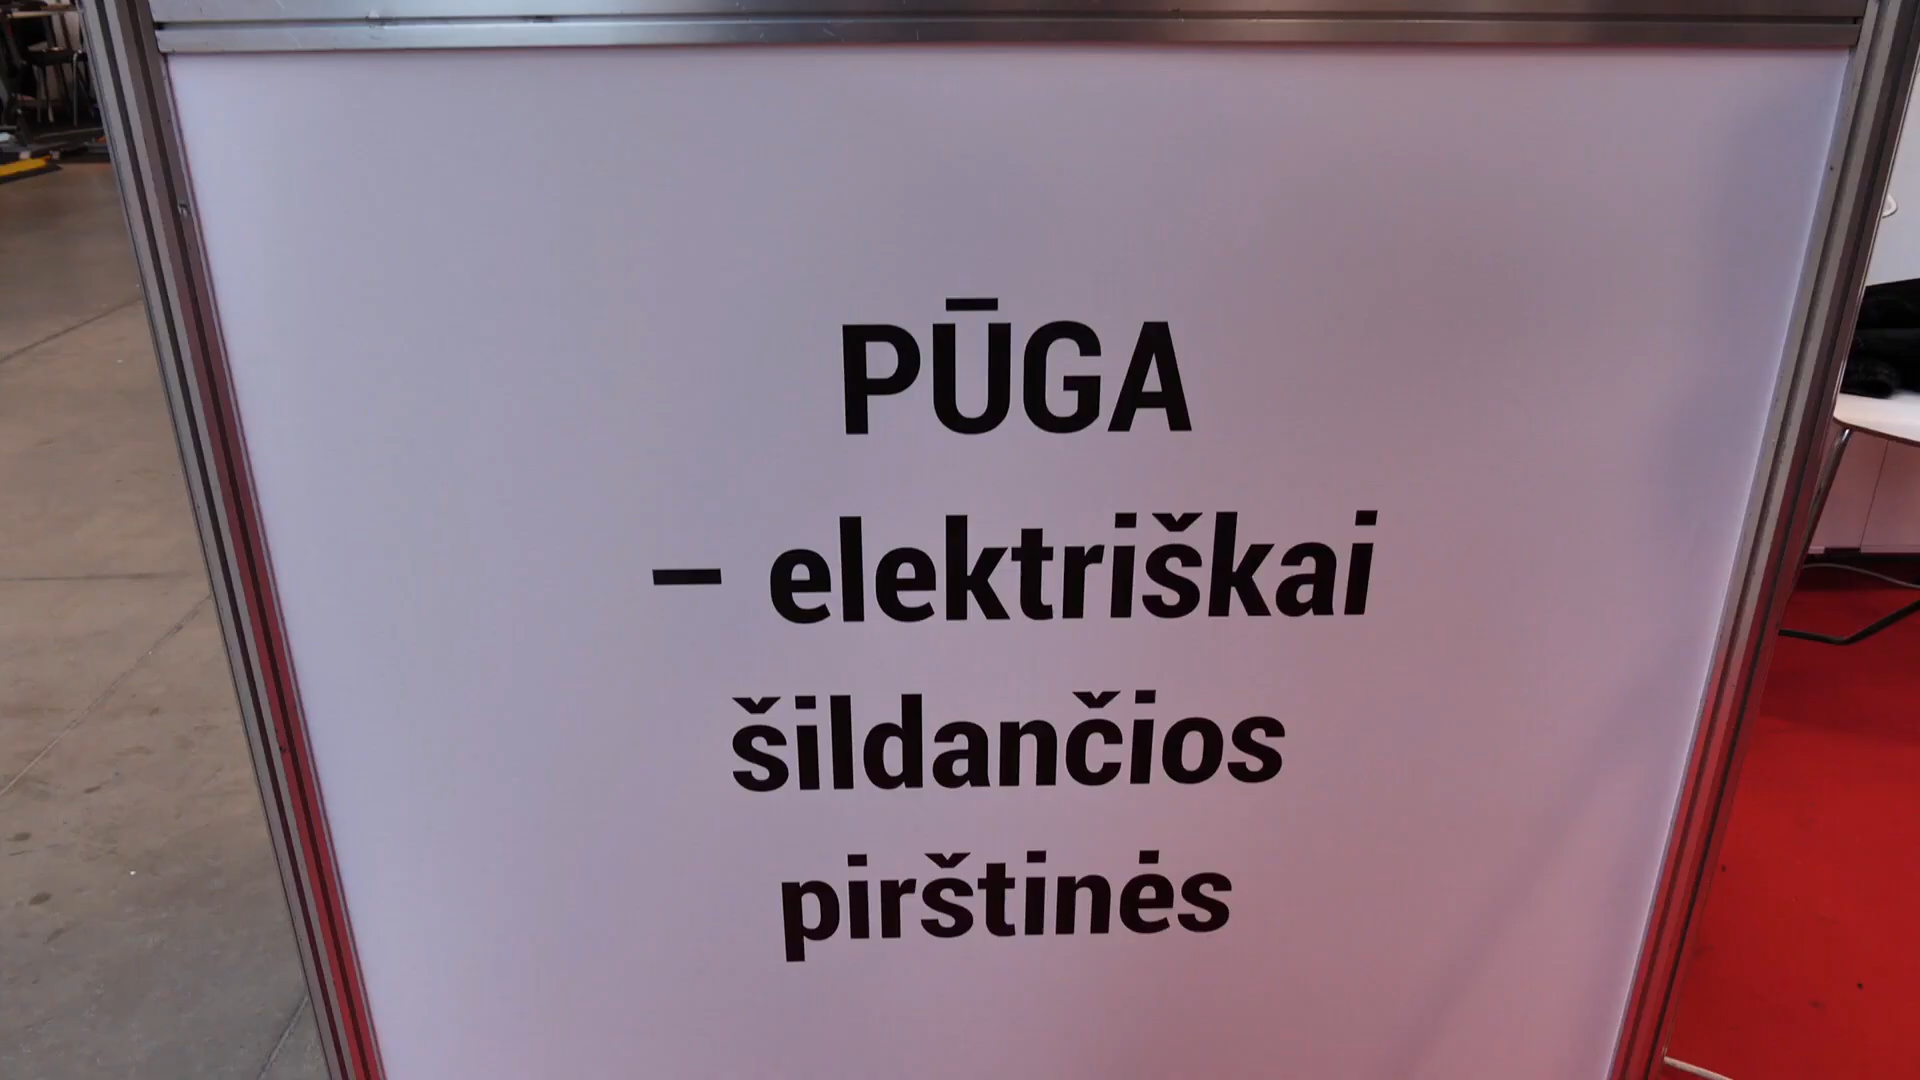 PŪGA
– elektriškai
šildančios
pirštinės